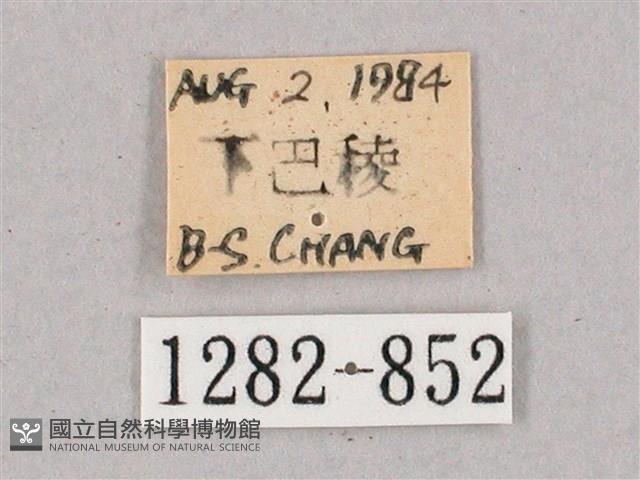 AUG 2, 1984
下巴稜
B-S. CHANG
1282-852
國立自然科學博物館
NATIONAL MUSEUM OF NATURAL SCIENCE